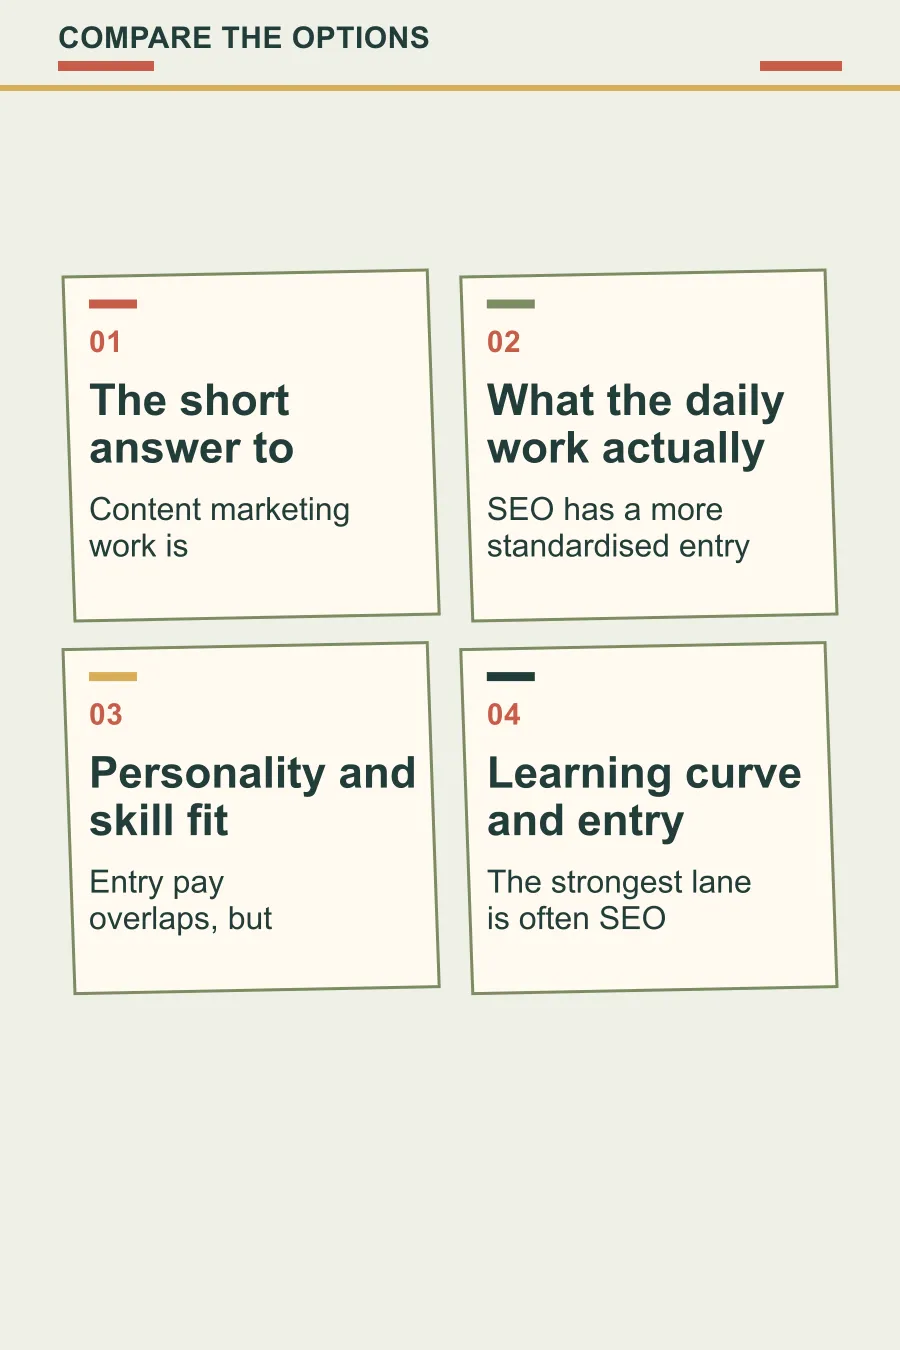 COMPARE THE OPTIONS
01
The short
answer to
Content marketing
work is
02
What the daily
work actually
SEO has a more
standardised entry
03
Personality and
skill fit
Entry pay
overlaps, but
04
Learning curve
and entry
The strongest lane
is often SEO